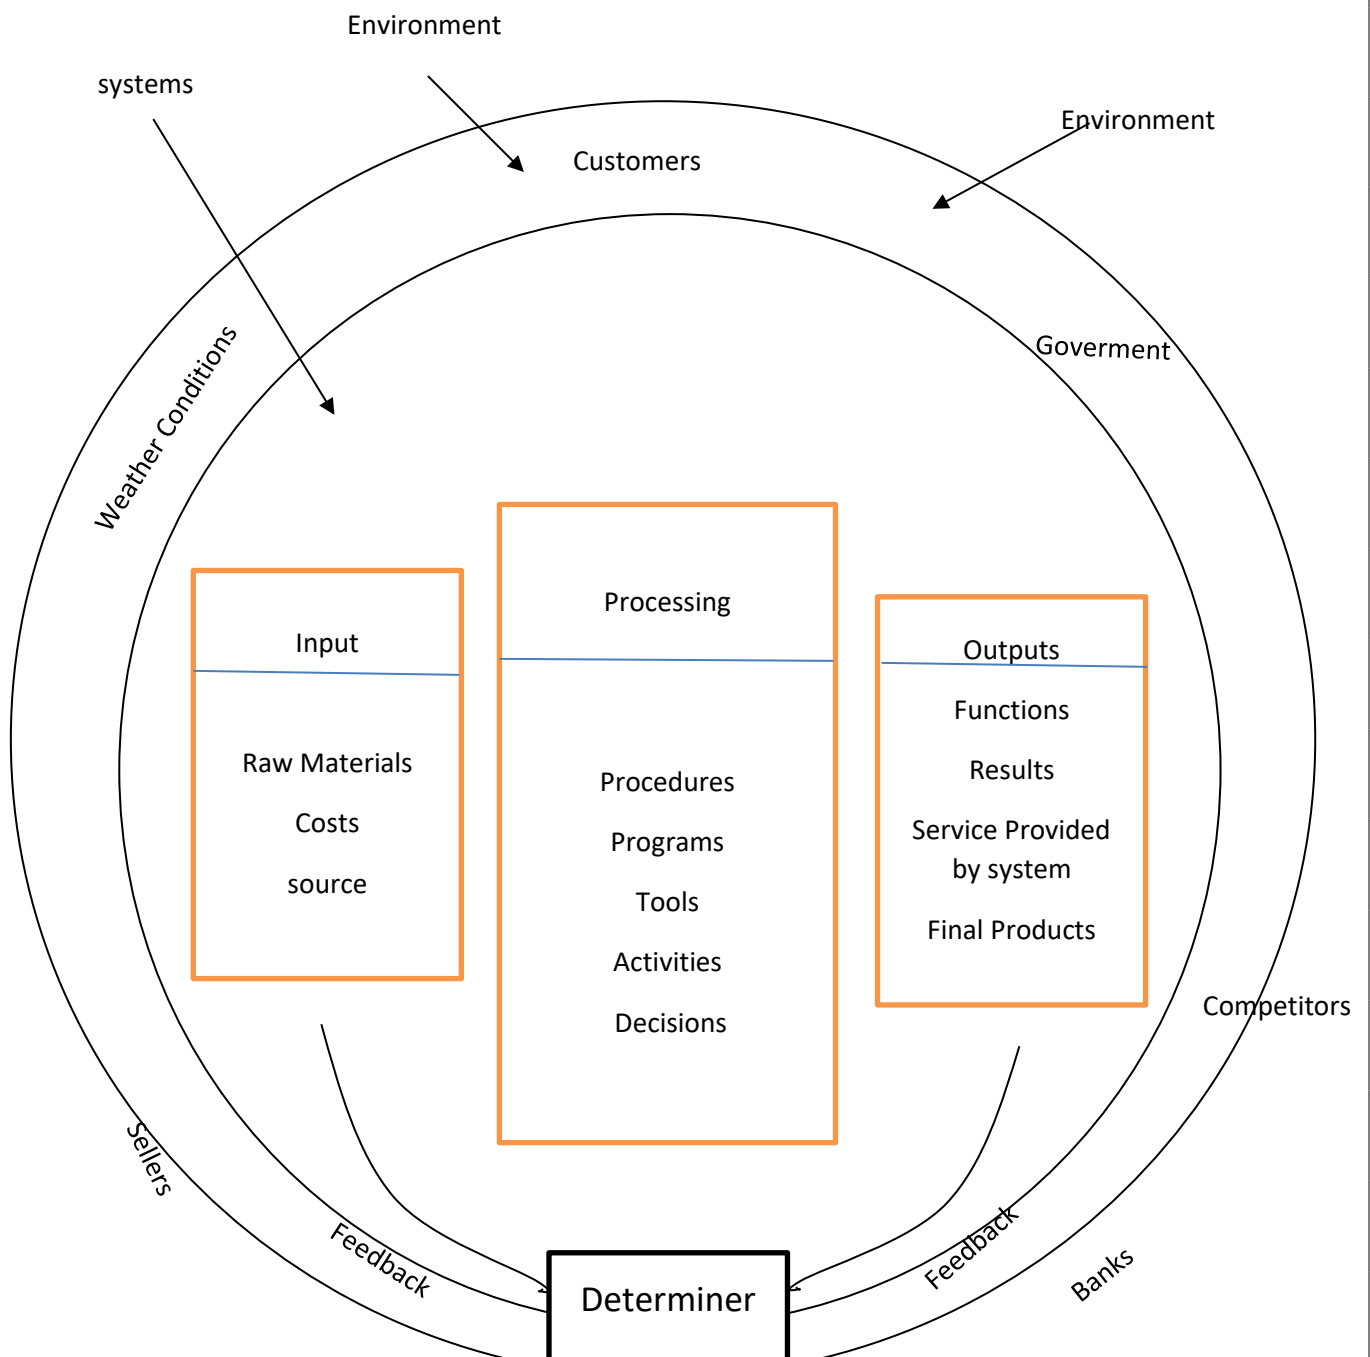 Environment
systems
Environment
Customers
Goverment
Weather Conditions
Input
Raw Materials
Costs
source
Processing
Procedures
Programs
Tools
Activities
Decisions
Outputs
Functions
Results
Service Provided
by system
Final Products
Competitors
Sellers
Feedback
Feedback
Banks
Determiner